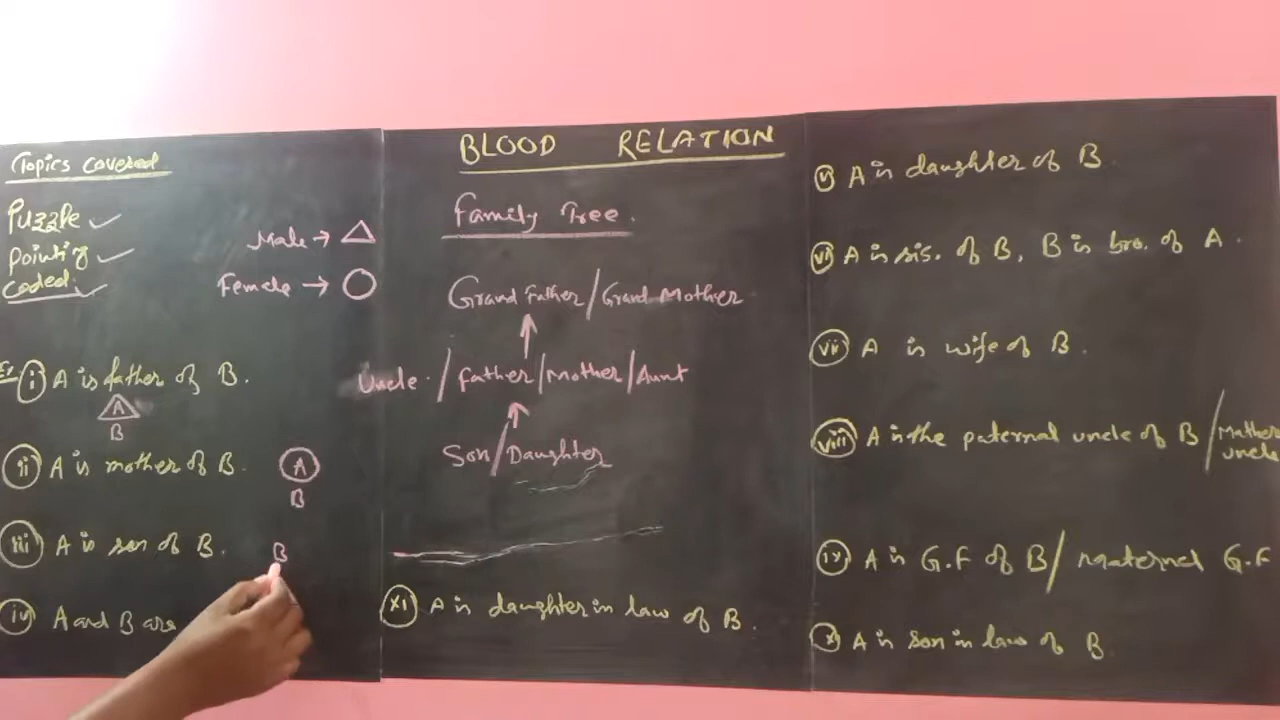 Topics covered
Puzzle
Pointing
coded
Male → △
Female → ○
Ex
(i) A is father of B.
A
B
(ii) A is mother of B.
A
B
(iii) A is son of B.
B
(iv) A and B are
BLOOD RELATION
Family Tree.
Grand Father/Grand Mother
Uncle / Father/Mother/Aunt
Son/Daughter
(xi) A is daughter in law of B.
(v) A is daughter of B.
(vi) A is sis. of B, B is bro. of A.
(vii) A is wife of B.
(viii) A is the paternal uncle of B /
uncle
(ix) A is G.F of B/ maternal G.F
(x) A is son in law of B.